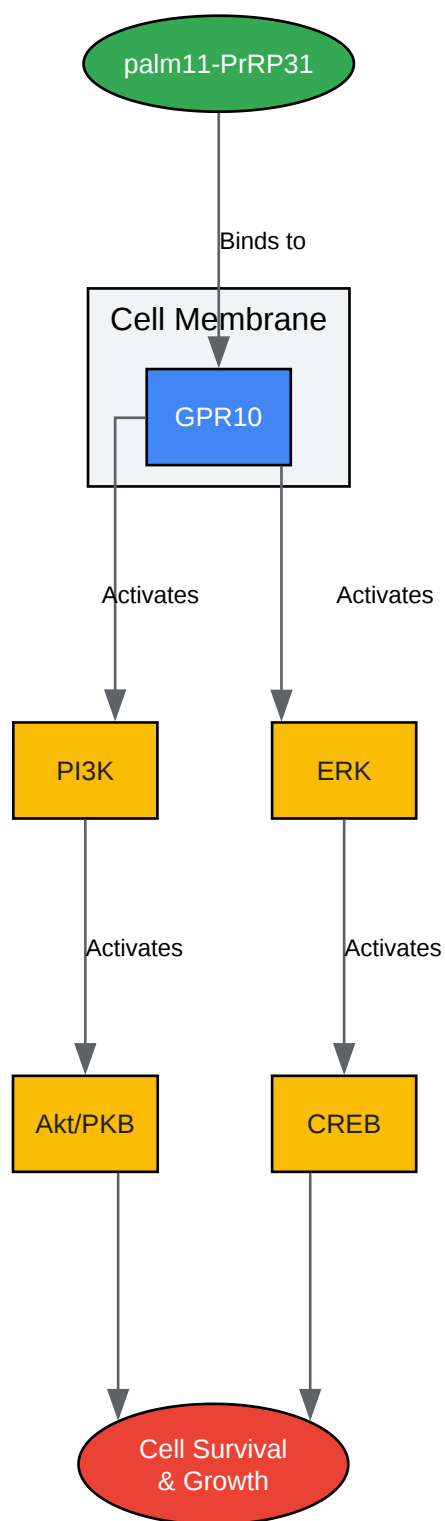 palm11-PrRP31
Binds to
Cell Membrane
GPR10
Activates
Activates
PI3K
ERK
Activates
Activates
Akt/PKB
CREB
Cell Survival
& Growth